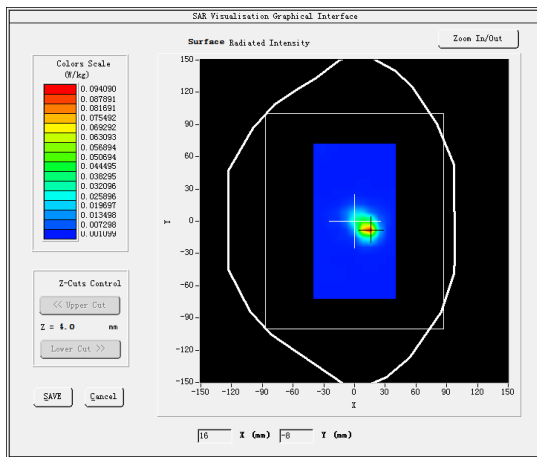 SAR Visualisation Graphical Interface
Surface Radiated Intensity
Zoom In/Out
Colors Scale
(W/kg)
0.094090
0.087891
0.081691
0.075492
0.069292
0.063093
0.056894
0.050694
0.044495
0.038295
0.032096
0.025896
0.019697
0.013498
0.007298
0.001099
Z-Cuts Control
<< Upper Cut
Z = 4.0 mm
Lower Cut >>
SAVE Cancel
150
120
90
60
30
0
-30
-60
-90
-120
-150
Y
-150 -120 -90 -60 -30 0 30 60 90 120 150
X
16 X (mm) -8 Y (mm)